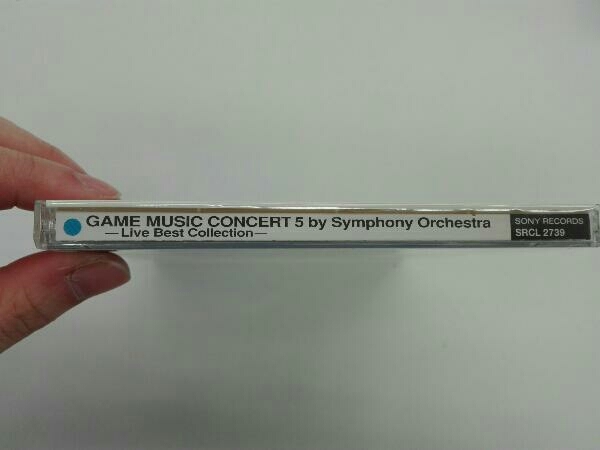 GAME MUSIC CONCERT 5 by Symphony Orchestra
—Live Best Collection—
SONY RECORDS
SRCL 2739